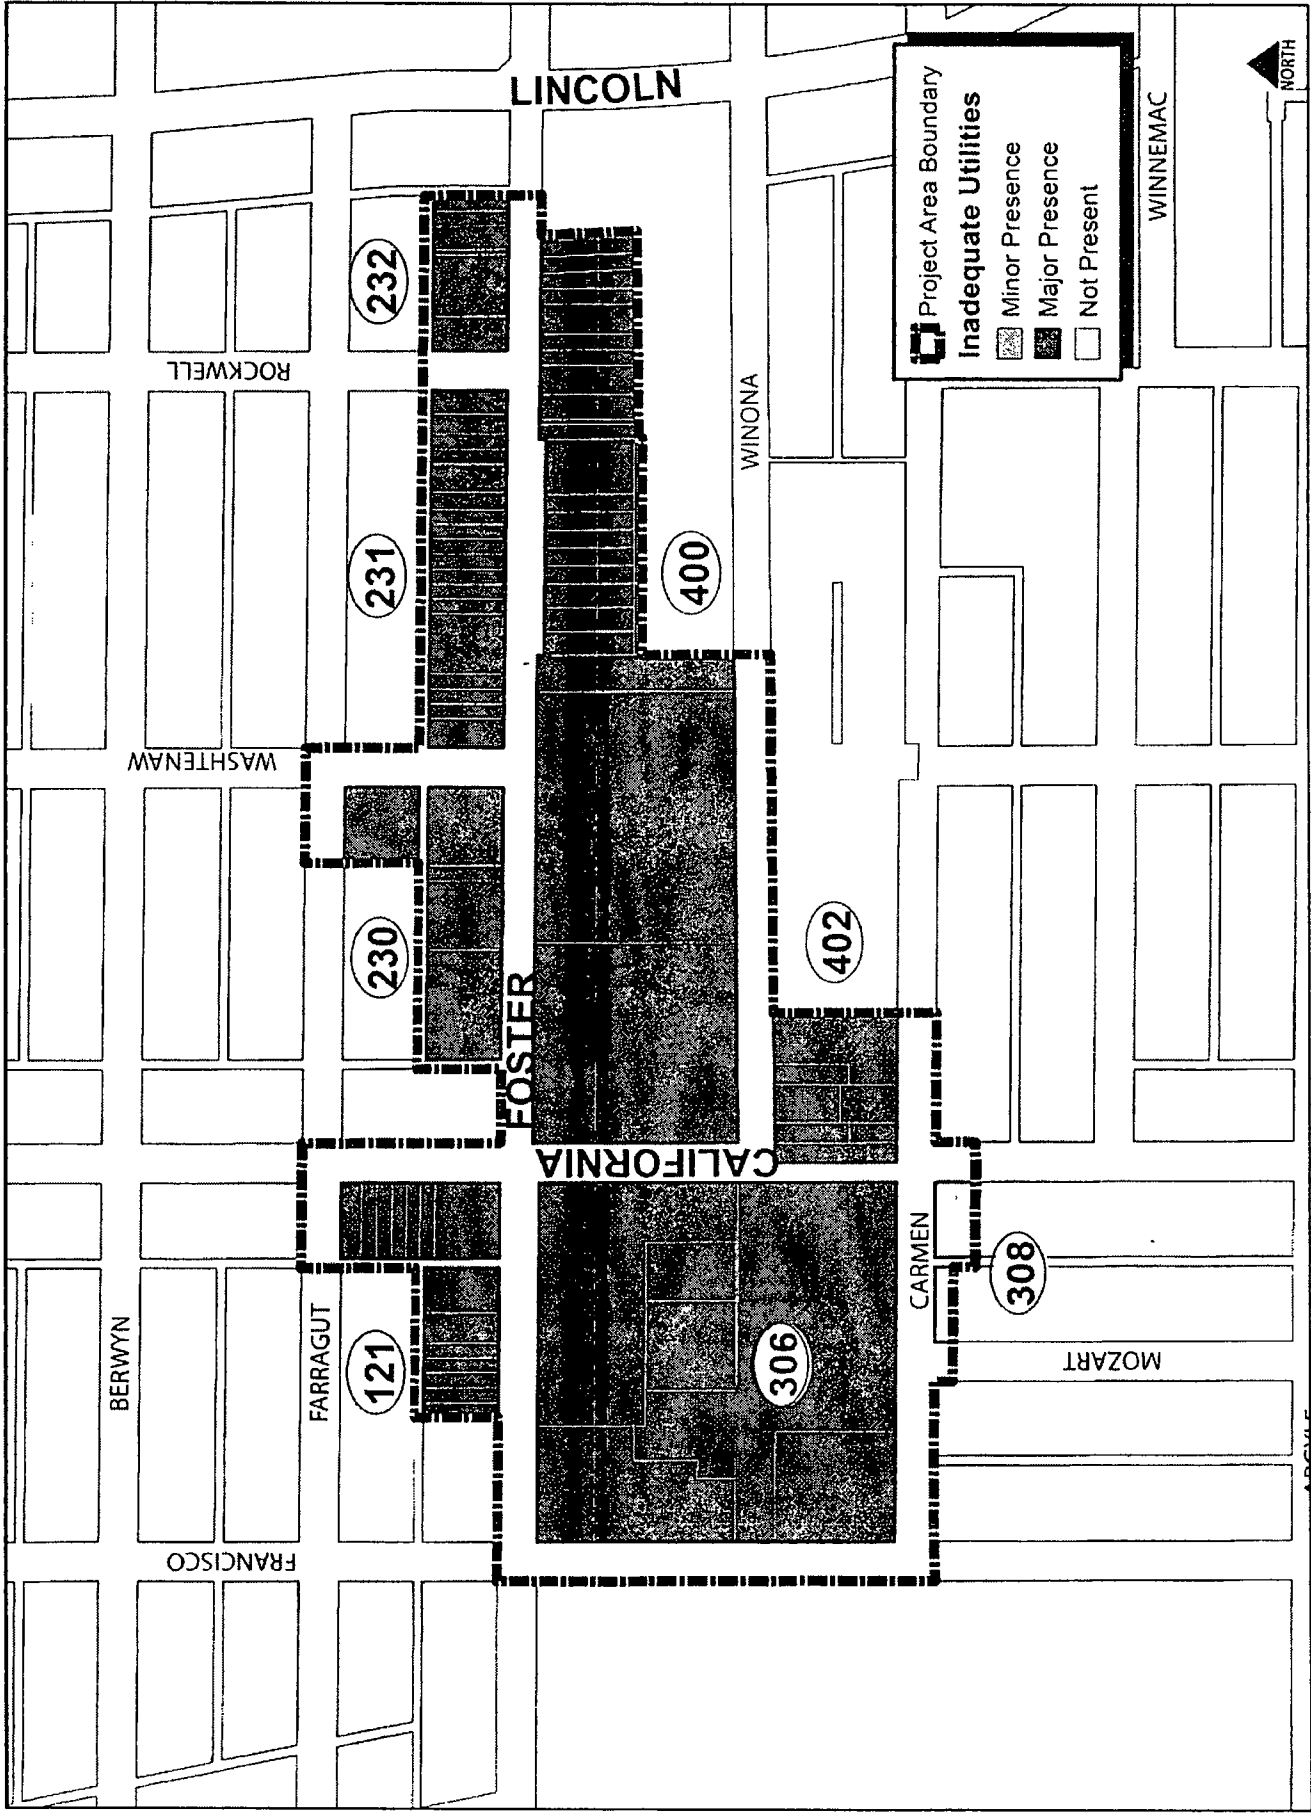 BERWYN
FARRAGUT
FRANCISCO
WASHTENAW
ROCKWELL
121
230
231
232
FOSTER
LINCOLN
CALIFORNIA
306
400
402
308
WINONA
CARMEN
MOZART
WINNEMAC
Project Area Boundary
Inadequate Utilities
Minor Presence
Major Presence
Not Present
NORTH